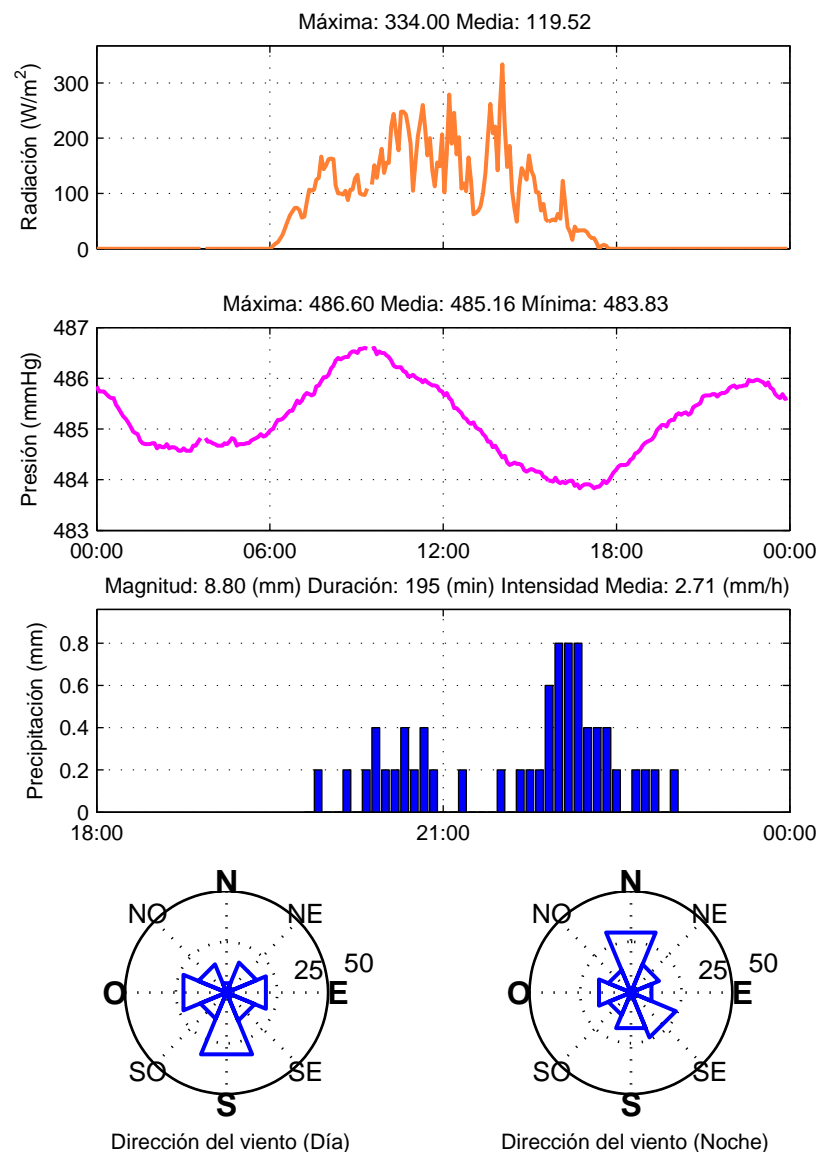 Máxima: 334.00 Media: 119.52
Radiación (W/m²)
300
200
100
0
Máxima: 486.60 Media: 485.16 Mínima: 483.83
Presión (mmHg)
487
486
485
484
483
00:00 06:00 12:00 18:00 00:00
Magnitud: 8.80 (mm) Duración: 195 (min) Intensidad Media: 2.71 (mm/h)
Precipitación (mm)
0.8
0.6
0.4
0.2
0
18:00 21:00 00:00
N
NO NE
25 50
O E
SO SE
S
Dirección del viento (Día)
N
NO NE
25 50
O E
SO SE
S
Dirección del viento (Noche)